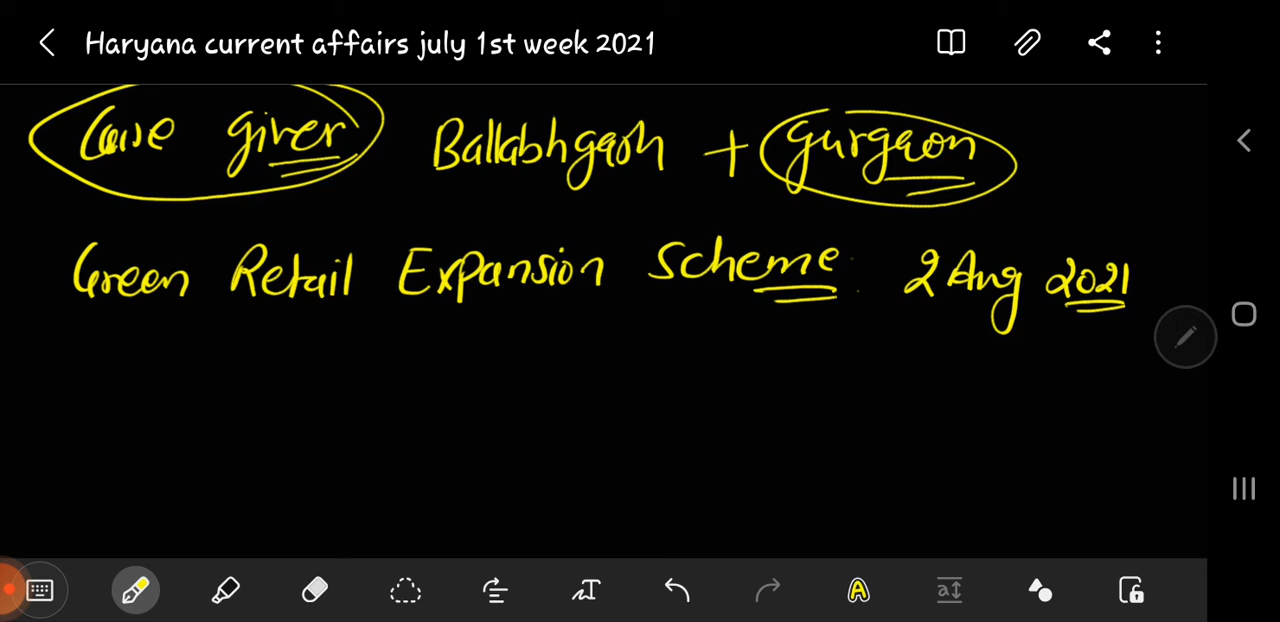 Haryana current affairs july 1st week 2021
Care giver Ballabhgarh + Gurgaon
Green Retail Expansion Scheme 2 Aug 2021